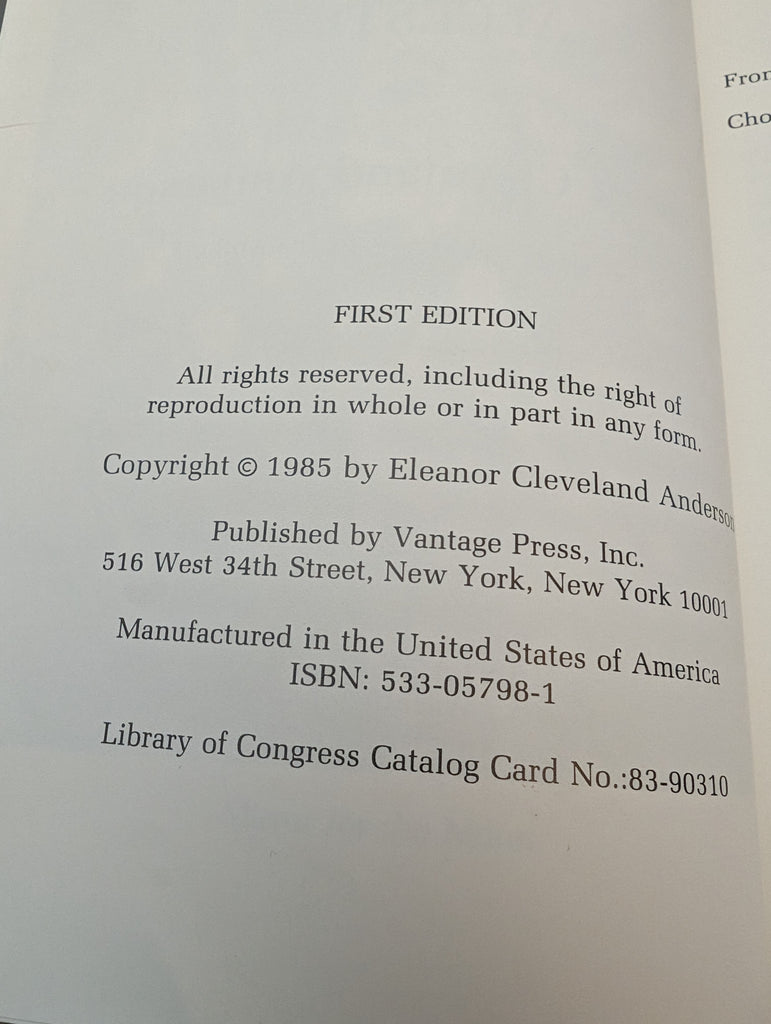 FIRST EDITION
All rights reserved, including the right of
reproduction in whole or in part in any form.
Copyright © 1985 by Eleanor Cleveland Anderson
Published by Vantage Press, Inc.
516 West 34th Street, New York, New York 10001
Manufactured in the United States of America
ISBN: 533-05798-1
Library of Congress Catalog Card No.:83-90310